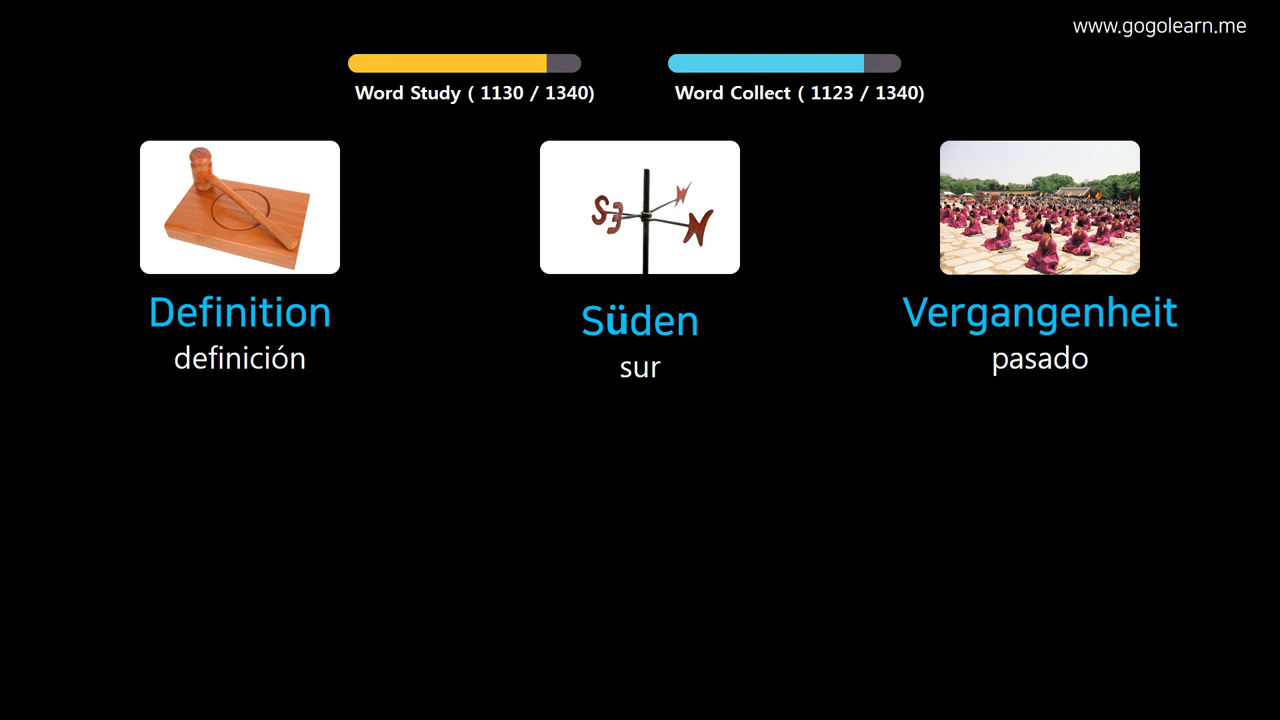 www.gogolearn.me
Word Study ( 1130 / 1340)
Word Collect ( 1123 / 1340)
Definition
definición
Süden
sur
Vergangenheit
pasado